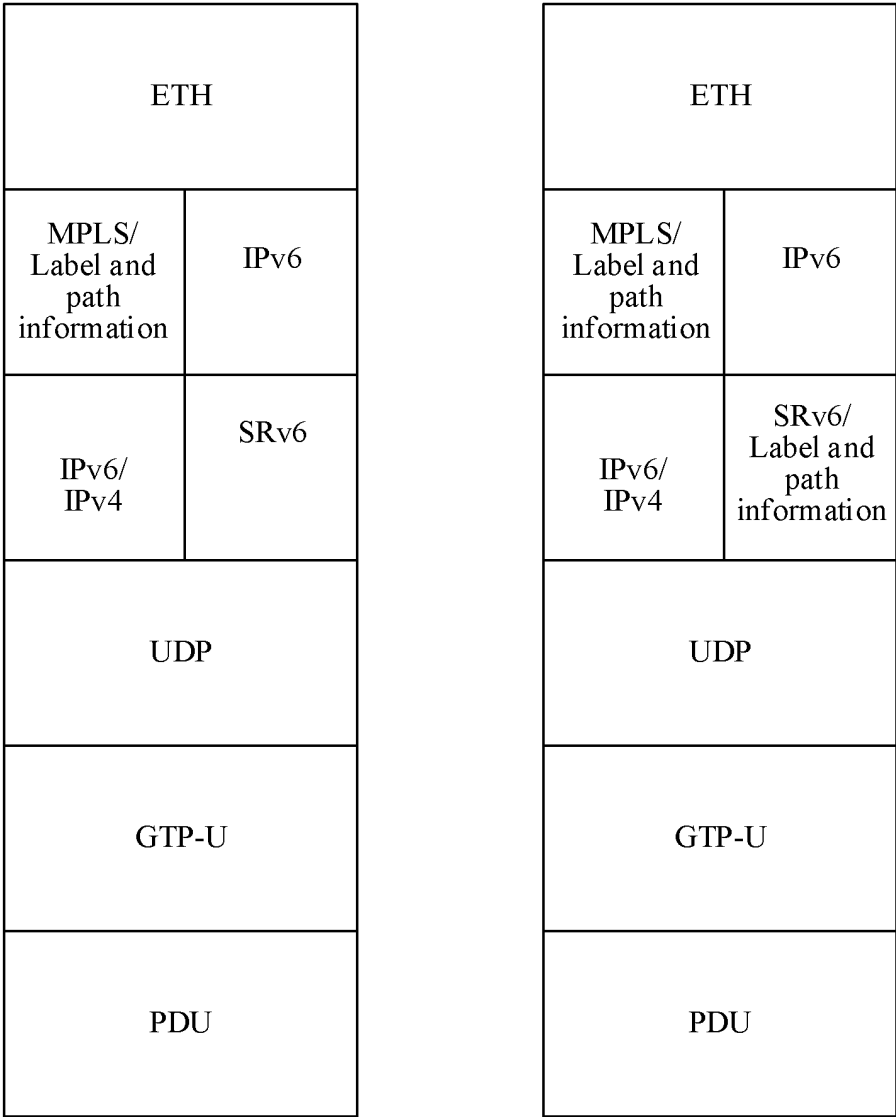 ETH
MPLS/
Label and
path
information
IPv6
IPv6/
IPv4
SRv6
UDP
GTP-U
PDU
ETH
MPLS/
Label and
path
information
IPv6
IPv6/
IPv4
SRv6/
Label and
path
information
UDP
GTP-U
PDU